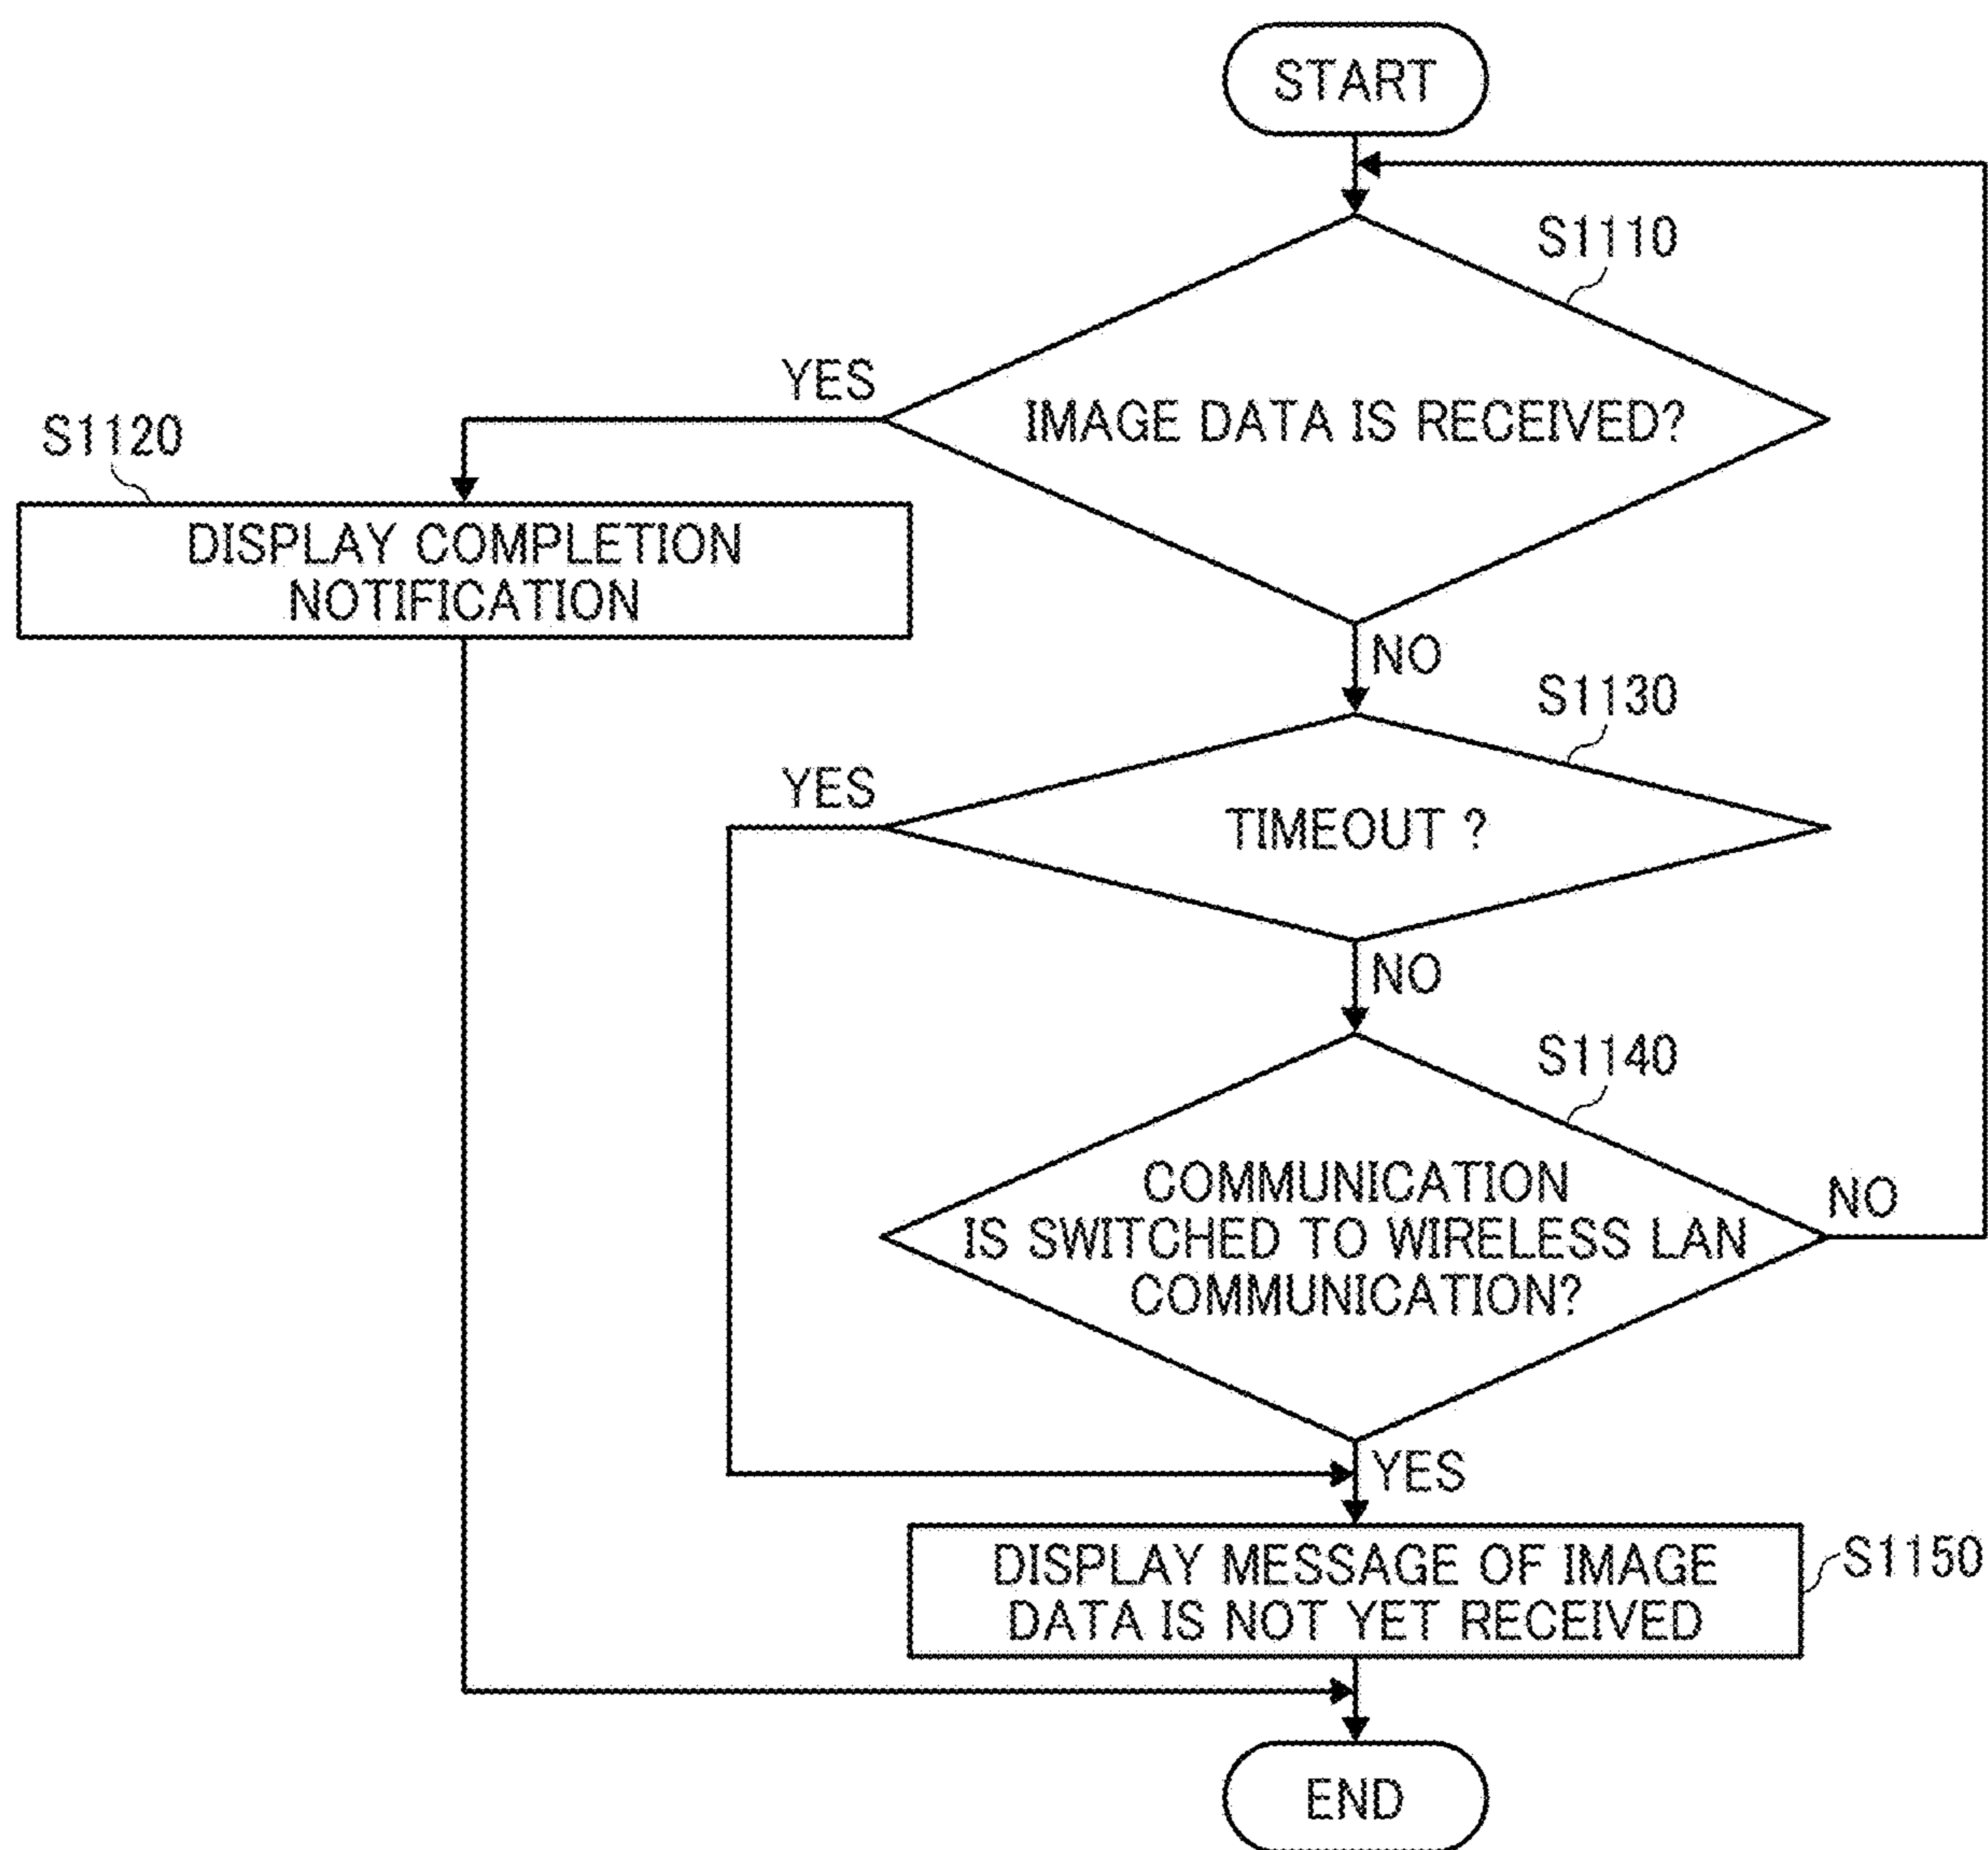 START
S1110
YES
IMAGE DATA IS RECEIVED?
S1120
DISPLAY COMPLETION
NOTIFICATION
NO
S1130
YES
TIMEOUT ?
NO
S1140
COMMUNICATION
IS SWITCHED TO WIRELESS LAN
COMMUNICATION?
NO
YES
DISPLAY MESSAGE OF IMAGE
DATA IS NOT YET RECEIVED
S1150
END